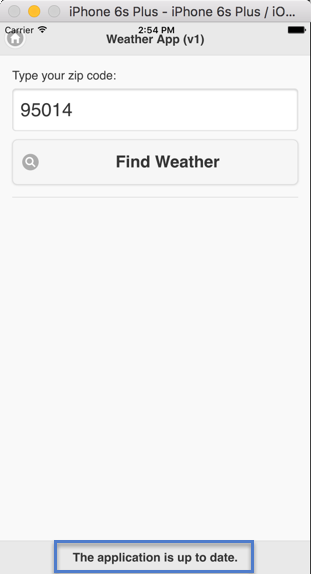 iPhone 6s Plus - iPhone 6s Plus / iO...
Carrier 2:54 PM
Weather App (v1)
Type your zip code:
95014
Find Weather
The application is up to date.